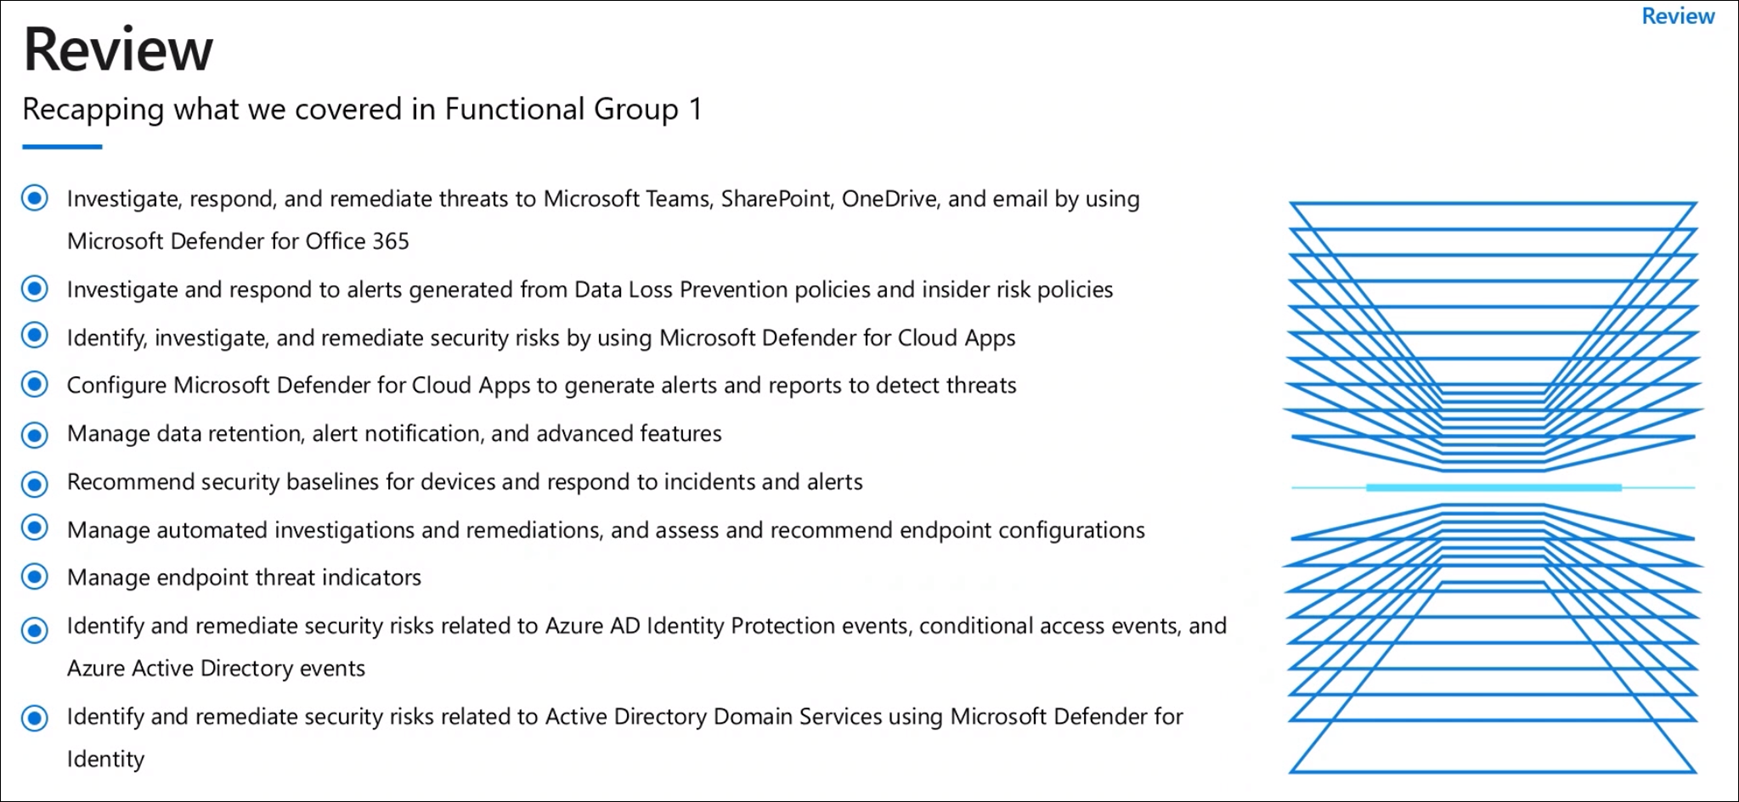 Review
Review
Recapping what we covered in Functional Group 1
Investigate, respond, and remediate threats to Microsoft Teams, SharePoint, OneDrive, and email by using
Microsoft Defender for Office 365
Investigate and respond to alerts generated from Data Loss Prevention policies and insider risk policies
Identify, investigate, and remediate security risks by using Microsoft Defender for Cloud Apps
Configure Microsoft Defender for Cloud Apps to generate alerts and reports to detect threats
Manage data retention, alert notification, and advanced features
Recommend security baselines for devices and respond to incidents and alerts
Manage automated investigations and remediations, and assess and recommend endpoint configurations
Manage endpoint threat indicators
Identify and remediate security risks related to Azure AD Identity Protection events, conditional access events, and
Azure Active Directory events
Identify and remediate security risks related to Active Directory Domain Services using Microsoft Defender for
Identity